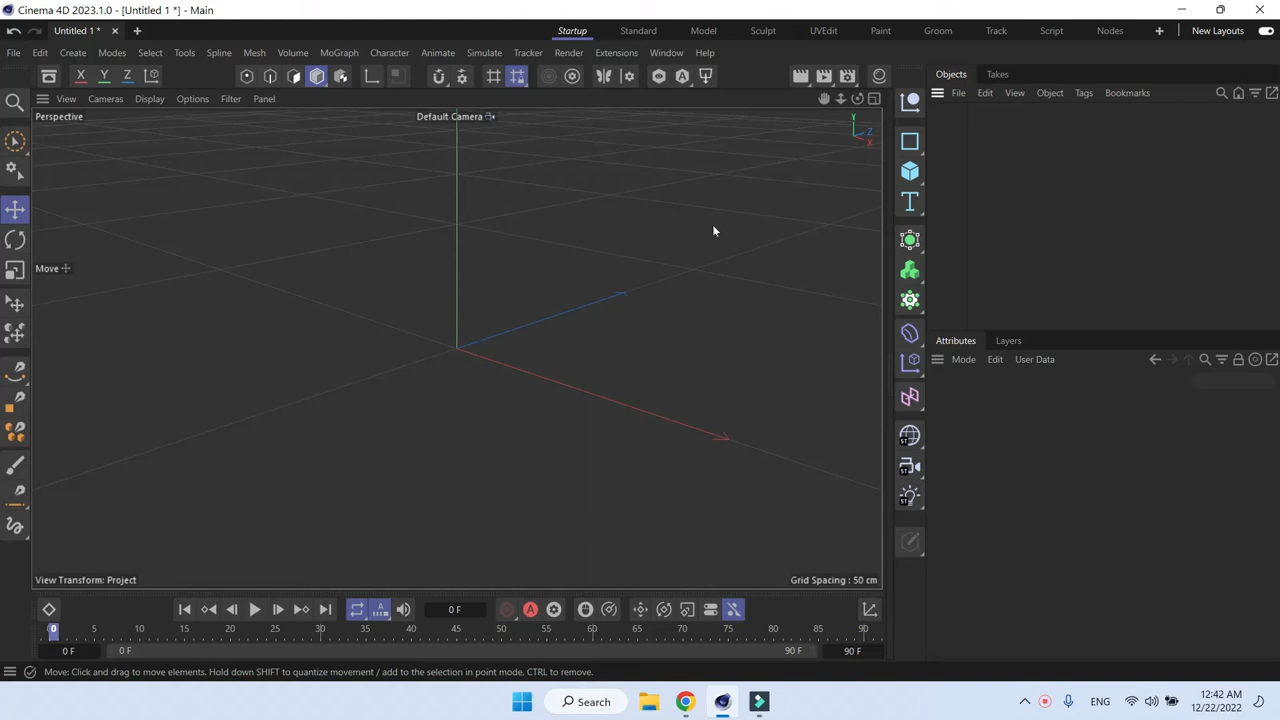 Cinema 4D 2023.1.0 - [Untitled 1 *] - Main
Untitled 1 *
Startup Standard Model Sculpt UVEdit Paint Groom Track Script Nodes New Layouts
File Edit Create Modes Select Tools Spline Mesh Volume MoGraph Character Animate Simulate Tracker Render Extensions Window Help
X Y Z
Objects Takes
View Cameras Display Options Filter Panel
File Edit View Object Tags Bookmarks
Perspective
Default Camera
Y
Z
X
Move
Attributes Layers
Mode Edit User Data
ST
ST
ST
View Transform: Project
Grid Spacing : 50 cm
0 F
0 5 10 15 20 25 30 35 40 45 50 55 60 65 70 75 80 85 90
0 F 0 F 90 F 90 F
Move: Click and drag to move elements. Hold down SHIFT to quantize movement / add to the selection in point mode, CTRL to remove.
Search
ENG
12:42 AM
12/22/2022